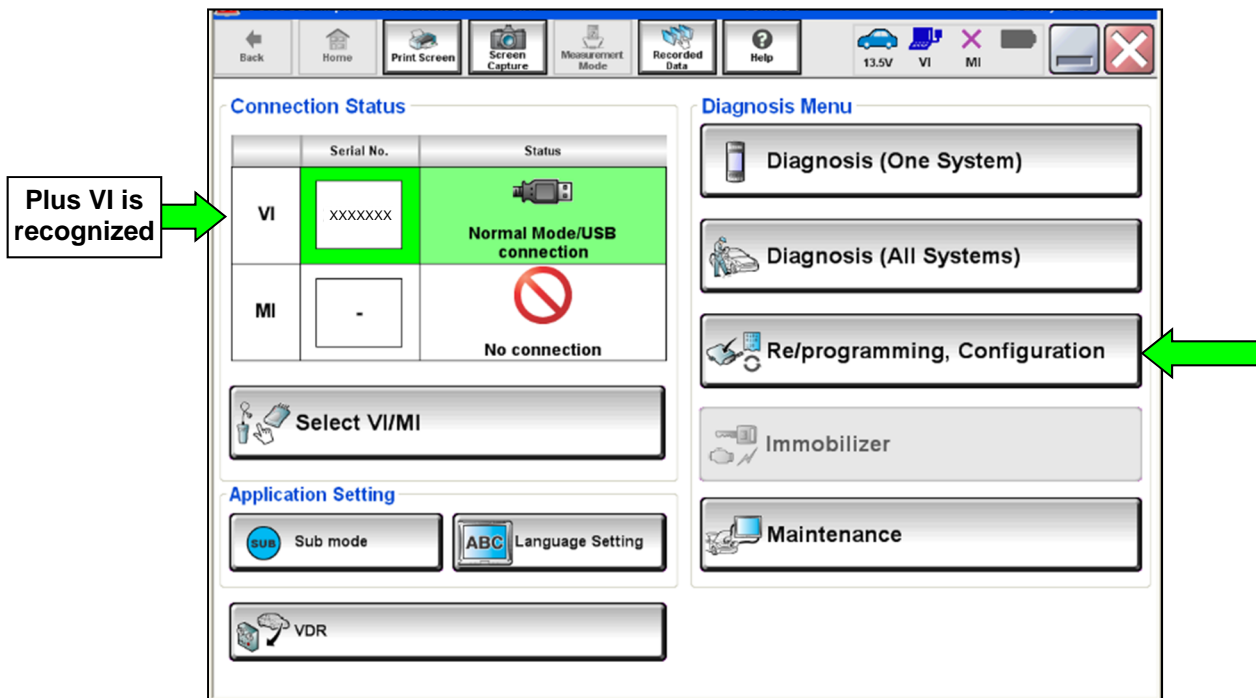 Back
Home
Print Screen
Screen
Capture
Measurement
Mode
Recorded
Data
Help
13.5V
VI
MI
Connection Status
Serial No.
Status
VI
XXXXXXX
Normal Mode/USB
connection
MI
-
No connection
Select VI/MI
Application Setting
SUB
Sub mode
ABC
Language Setting
VDR
Diagnosis Menu
Diagnosis (One System)
Diagnosis (All Systems)
Re/programming, Configuration
Immobilizer
Maintenance
Plus VI is
recognized